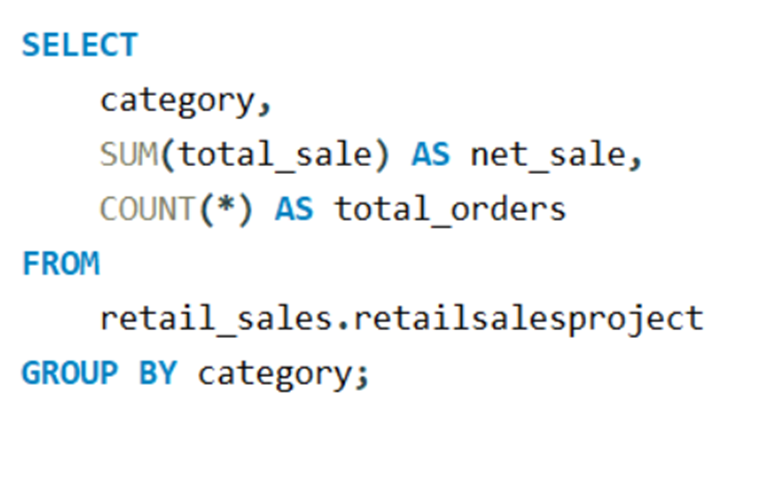 SELECT
    category,
    SUM(total_sale) AS net_sale,
    COUNT(*) AS total_orders
FROM
    retail_sales.retailsalesproject
GROUP BY category;